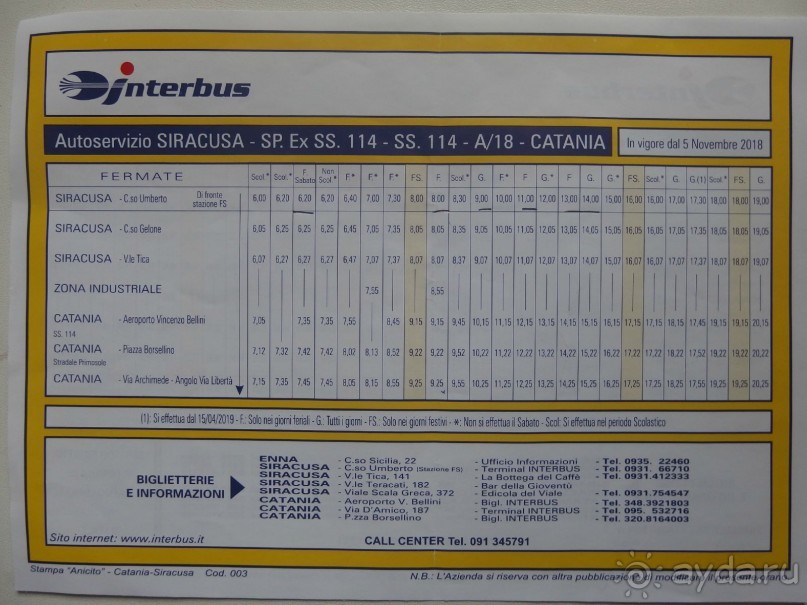 interbus
Autoservizio SIRACUSA - SP. Ex SS. 114 - SS. 114 - A/18 - CATANIA In vigore dal 5 Novembre 2018
FERMATE Scol.* Scol.* F Sabato Non Scol.* F.* F.* F.* FS. F. Scol.* G. F* F G.* F G. G.* FS. Scol.* G. G(1) Scol.* FS. G.
SIRACUSA - C.so Umberto Di fronte stazione FS 6,00 6,20 6,20 6,20 6,40 7,00 7,30 8,00 8,00 8,30 9,00 10,00 11,00 12,00 13,00 14,00 15,00 16,00 16,00 17,00 17,30 18,00 18,00 19,00
SIRACUSA - C.so Gelone 6,05 6,25 6,25 6,25 6,45 7,05 7,35 8,05 8,05 8,35 9,05 10,05 11,05 12,05 13,05 14,05 15,05 16,05 16,05 17,05 17,35 18,05 18,05 19,05
SIRACUSA - V.le Tica 6,07 6,27 6,27 6,27 6,47 7,07 7,37 8,07 8,07 8,37 9,07 10,07 11,07 12,07 13,07 14,07 15,07 16,07 16,07 17,07 17,37 18,07 18,07 19,07
ZONA INDUSTRIALE 7,55 8,55
CATANIA - Aeroporto Vincenzo Bellini 7,05 7,35 7,35 7,55 8,45 9,15 9,15 9,45 10,15 11,15 12,15 13,15 14,15 15,15 16,15 17,15 17,15 18,15 18,45 19,15 19,15 20,15
SS. 114
CATANIA - Piazza Borsellino 7,12 7,32 7,42 7,42 8,02 8,13 8,52 9,22 9,22 9,52 10,22 11,22 12,22 13,22 14,22 15,22 16,22 17,22 17,22 18,22 18,52 19,22 19,22 20,22
Stradale Primosole
CATANIA - Via Archimede - Angolo Via Libertà 7,15 7,35 7,45 7,45 8,05 8,15 8,55 9,25 9,25 9,55 10,25 11,25 12,25 13,25 14,25 15,25 16,25 17,25 17,25 18,25 18,55 19,25 19,25 20,25
(1): Si effettua dal 15/04/2019 - F.: Solo nei giorni feriali - G.: Tutti i giorni - FS.: Solo nei giorni festivi - *: Non si effettua il Sabato - Scol: Si effettua nel periodo Scolastico
BIGLIETTERIE E INFORMAZIONI
ENNA - C.so Sicilia, 22 - Ufficio Informazioni - Tel. 0935. 22460
SIRACUSA - C.so Umberto (Stazione FS) - Terminal INTERBUS - Tel. 0931. 66710
SIRACUSA - V.le Tica, 141 - La Bottega del Caffè - Tel. 0931.412333
SIRACUSA - V.le Teracati, 182 - Bar della Gioventù
SIRACUSA - Viale Scala Greca, 372 - Edicola del Viale - Tel. 0931.754547
CATANIA - Aeroporto V. Bellini - Bigl. INTERBUS - Tel. 348.3921803
CATANIA - Via D'Amico, 187 - Terminal INTERBUS - Tel. 095. 532716
CATANIA - P.zza Borsellino - Bigl. INTERBUS - Tel. 320.8164003
Sito internet: www.interbus.it CALL CENTER Tel. 091 345791
Stampa "Anicito" - Catania-Siracusa Cod. 003 N.B.: L'Azienda si riserva con altra pubblicazione di modificare il presente orario
ayda.ru